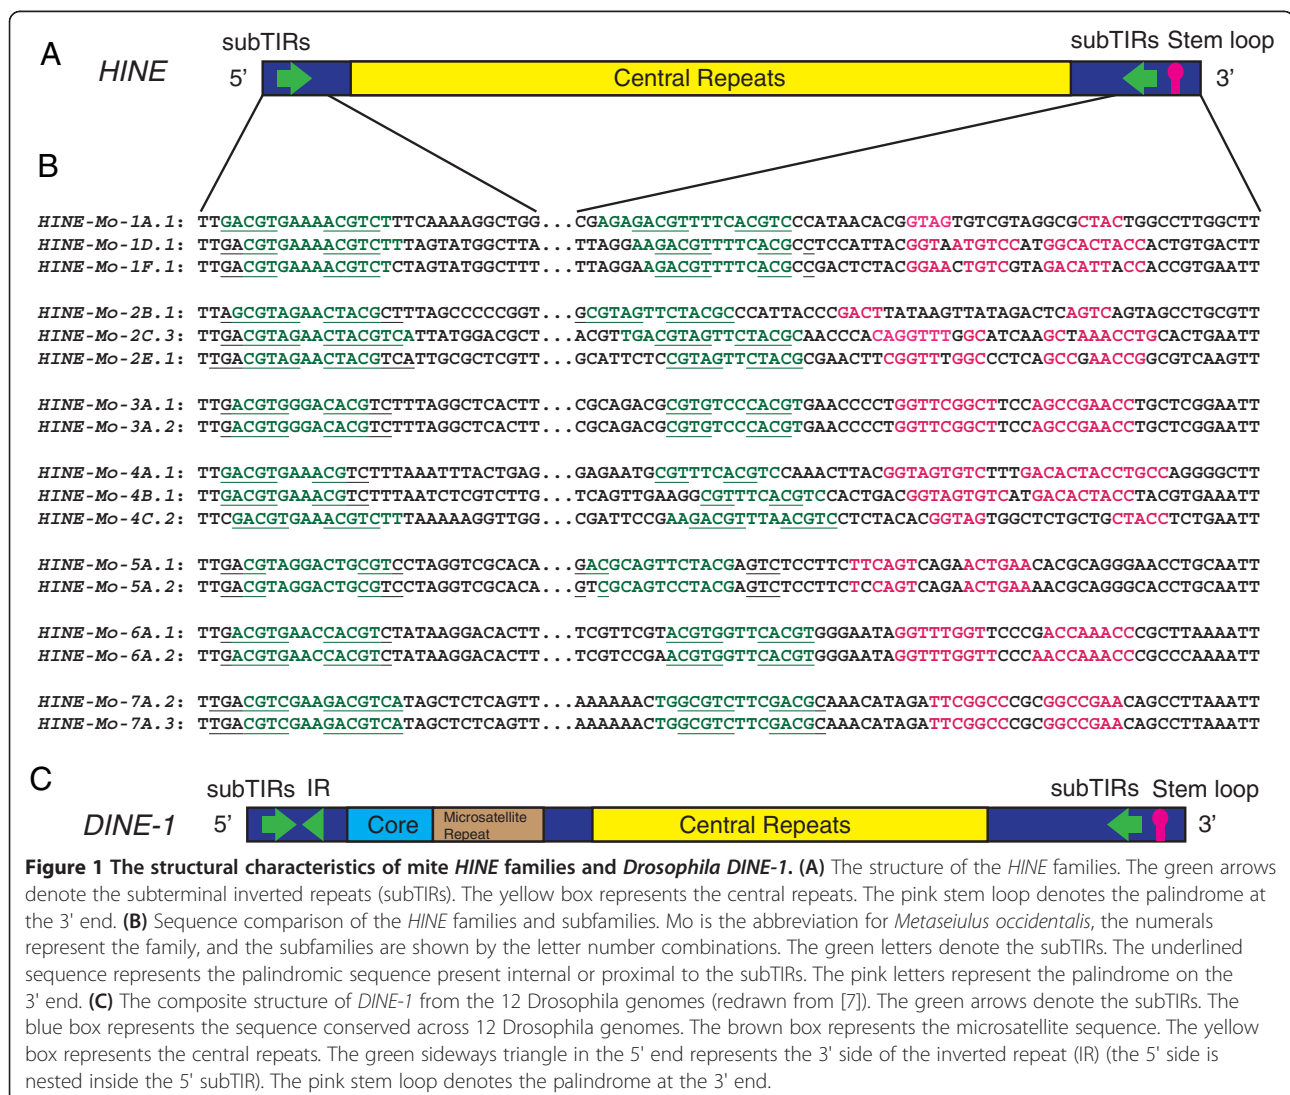 A
subTIRs
subTIRs Stem loop
HINE 5’ Central Repeats 3’
B
HINE-Mo-1A.1: TTGACGTGAAAACGTCTTTCAAAAGGCTGG...CGAGAGACGTTTTCACGTCCCATAACACGGTAGTGTCGTAGGCGCTACTGGCCTTGGCTT
HINE-Mo-1D.1: TTGACGTGAAAACGTCTTTTAGTATGGCTTA...TTAGGAAGACGTTTTCACGCCTCCATTACGGTAATGTCCATGGCACTACCACTGTGACTT
HINE-Mo-1F.1: TTGACGTGAAAACGTCTCTAGTATGGCTTT...TTAGGAAGACGTTTTCACGCCGACTCTACGGAACTGTCGTAGACATTACCACCGTGAATT
HINE-Mo-2B.1: TTAGCGTAGAACTACGCTTTAGCCCCCGGT...GCGTAGTTCTACGCCCATTACCCGACTTATAAGTTATAGACTCAGTCAGTAGCCTGCGTT
HINE-Mo-2C.3: TTGACGTAGAACTACGTCATTATGGACGCT...ACGTTGACGTAGTTCTACGCAACCCACAGGTTTGGCATCAAGCTAAACCTGCACTGAATT
HINE-Mo-2E.1: TTGACGTAGAACTACGTCATTGCGCTCGTT...GCATTCTCCGTAGTTCTACGCGAACTTCGGTTTGGCCCTCAGCCGAACCGGCGTCAAGTT
HINE-Mo-3A.1: TTGACGTGGGACACGTCTTTAGGCTCACTT...CGCAGACGCGTGTCCCACGTGAACCCCTGGTTCGGCTTCCAGCCGAACCTGCTCGGAATT
HINE-Mo-3A.2: TTGACGTGGGACACGTCTTTAGGCTCACTT...CGCAGACGCGTGTCCCACGTGAACCCCTGGTTCGGCTTCCAGCCGAACCTGCTCGGAATT
HINE-Mo-4A.1: TTGACGTGAAACGTCTTTAAATTTACTGAG...GAGAATGCGTTTCACGTCCAAACTTACGGTAGTGTCTTTGACACTACCTGCCAGGGGCTT
HINE-Mo-4B.1: TTGACGTGAAACGTCTTTAATCTCGTCTTG...TCAGTTGAAGGCGTTTCACGTCCACTGACGGTAGTGTCATGACACTACCTACGTGAAATT
HINE-Mo-4C.2: TTCGACGTGAAACGTCTTTAAAAAGGTTGG...CGATTCCGAAGACGTTTAACGTCCTCTACACGGTAGTGGCTCTGCTGCTACCTCTGAATT
HINE-Mo-5A.1: TTGACGTAGGACTGCGTCCTAGGTCGCACA...GACGCAGTTCTACGAGTCTCCTTCTTCAGTCAGAACTGAACACGCAGGGAACCTGCAATT
HINE-Mo-5A.2: TTGACGTAGGACTGCGTCCTAGGTCGCACA...GTCGCAGTCCTACGAGTCTCCTTCTCCAGTCAGAACTGAAAACGCAGGGCACCTGCAATT
HINE-Mo-6A.1: TTGACGTGAACCACGTCTATAAGGACACTT...TCGTTCGTACGTGGTTCACGTGGGAATAGGTTTGGTTCCCGACCAAACCCGCTTAAAATT
HINE-Mo-6A.2: TTGACGTGAACCACGTCTATAAGGACACTT...TCGTCCGAACGTGGTTCACGTGGGAATAGGTTTGGTTCCCAACCAAACCCGCCCAAAATT
HINE-Mo-7A.2: TTGACGTCGAAGACGTCATAGCTCTCAGTT...AAAAAACTGGCGTCTTCGACGCAAACATAGATTCGGCCCGCGGCCGAACAGCCTTAAATT
HINE-Mo-7A.3: TTGACGTCGAAGACGTCATAGCTCTCAGTT...AAAAAACTGGCGTCTTCGACGCAAACATAGATTCGGCCCGCGGCCGAACAGCCTTAAATT
C
subTIRs IR
subTIRs Stem loop
DINE-1 5’ Core Microsatellite Repeat Central Repeats 3’
Figure 1 The structural characteristics of mite HINE families and Drosophila DINE-1. (A) The structure of the HINE families. The green arrows
denote the subterminal inverted repeats (subTIRs). The yellow box represents the central repeats. The pink stem loop denotes the palindrome at
the 3' end. (B) Sequence comparison of the HINE families and subfamilies. Mo is the abbreviation for Metaseiulus occidentalis, the numerals
represent the family, and the subfamilies are shown by the letter number combinations. The green letters denote the subTIRs. The underlined
sequence represents the palindromic sequence present internal or proximal to the subTIRs. The pink letters represent the palindrome on the
3' end. (C) The composite structure of DINE-1 from the 12 Drosophila genomes (redrawn from [7]). The green arrows denote the subTIRs. The
blue box represents the sequence conserved across 12 Drosophila genomes. The brown box represents the microsatellite sequence. The yellow
box represents the central repeats. The green sideways triangle in the 5' end represents the 3' side of the inverted repeat (IR) (the 5' side is
nested inside the 5' subTIR). The pink stem loop denotes the palindrome at the 3' end.